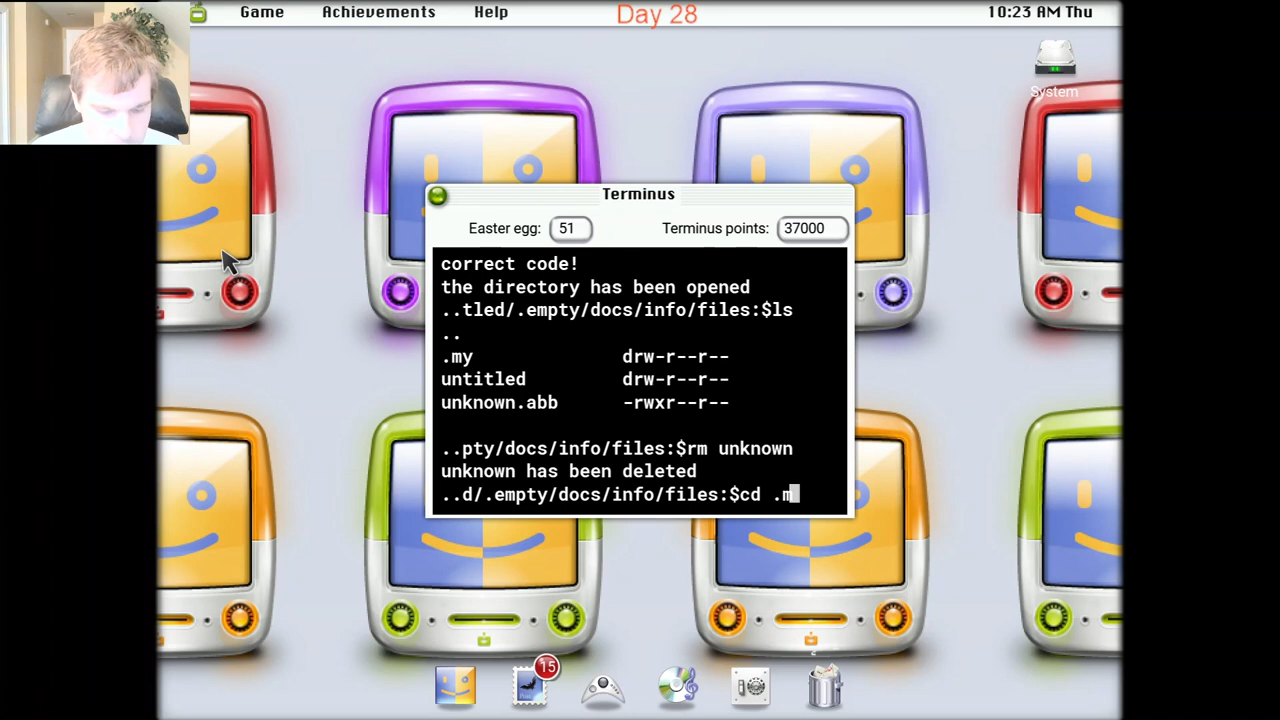 Game Achievements Help Day 28 10:23 AM Thu
System
Terminus
Easter egg: 51 Terminus points: 37000
correct code!
the directory has been opened
..tled/.empty/docs/info/files:$ls
..
.my drw-r--r--
untitled drw-r--r--
unknown.abb -rwxr--r--
..pty/docs/info/files:$rm unknown
unknown has been deleted
..d/.empty/docs/info/files:$cd .m
15